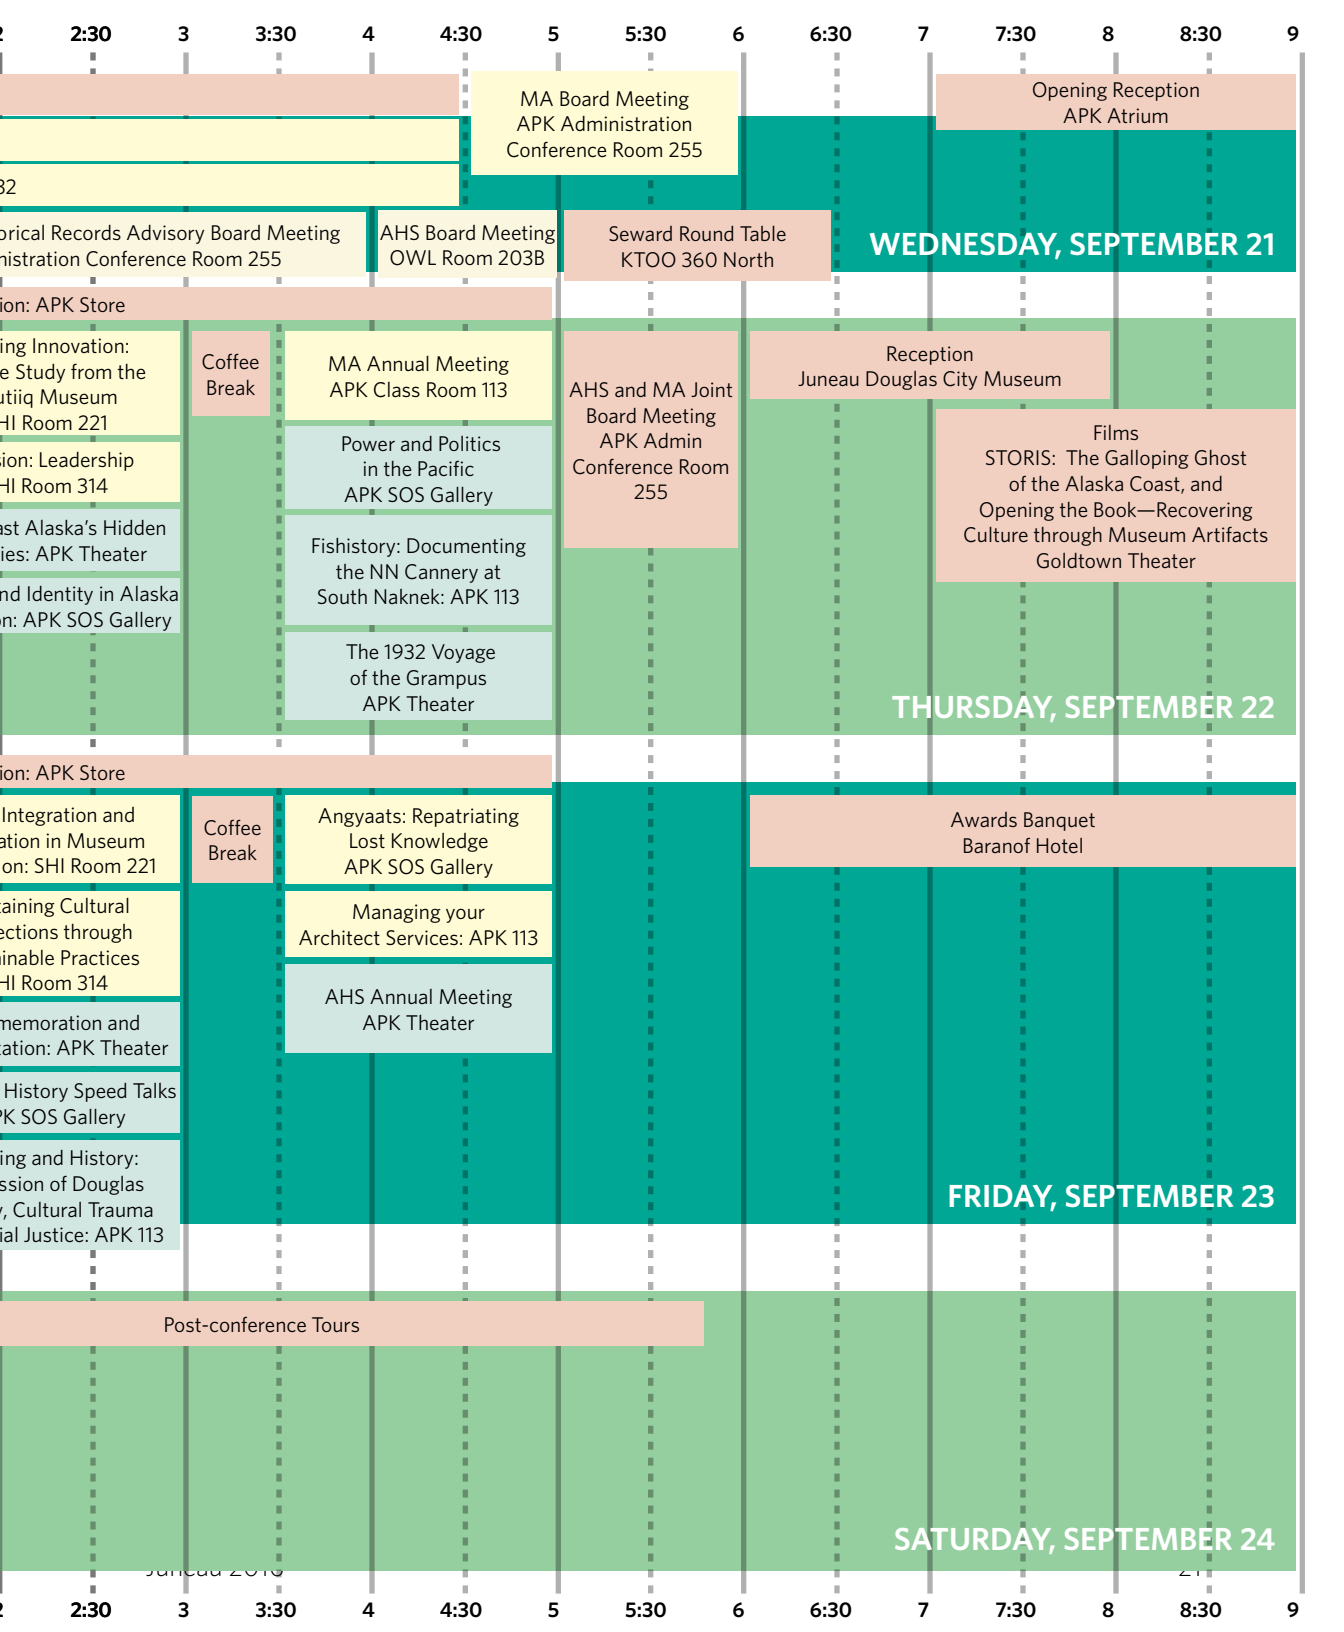 2:30 3 3:30 4 4:30 5 5:30 6 6:30 7 7:30 8 8:30 9
MA Board Meeting
APK Administration
Conference Room 255
Opening Reception
APK Atrium
32
orical Records Advisory Board Meeting
nistration Conference Room 255
AHS Board Meeting
OWL Room 203B
Seward Round Table
KTOO 360 North
WEDNESDAY, SEPTEMBER 21
ion: APK Store
ing Innovation:
e Study from the
utiiq Museum
HI Room 221
sion: Leadership
HI Room 314
ast Alaska's Hidden
ies: APK Theater
nd Identity in Alaska
on: APK SOS Gallery
Coffee
Break
MA Annual Meeting
APK Class Room 113
Power and Politics
in the Pacific
APK SOS Gallery
Fishistory: Documenting
the NN Cannery at
South Naknek: APK 113
The 1932 Voyage
of the Grampus
APK Theater
AHS and MA Joint
Board Meeting
APK Admin
Conference Room
255
Reception
Juneau Douglas City Museum
Films
STORIS:  The Galloping Ghost
of the Alaska Coast, and
Opening the Book—Recovering
Culture through Museum Artifacts
Goldtown Theater
THURSDAY, SEPTEMBER 22
ion: APK Store
Integration and
ation in Museum
on: SHI Room 221
taining Cultural
ections through
ainable Practices
HI Room 314
memoration and
tation: APK Theater
History Speed Talks
PK SOS Gallery
ing and History:
ssion of Douglas
y, Cultural Trauma
ial Justice: APK 113
Coffee
Break
Angyaats: Repatriating
Lost Knowledge
APK SOS Gallery
Managing your
Architect Services: APK 113
AHS Annual Meeting
APK Theater
Awards Banquet
Baranof Hotel
FRIDAY, SEPTEMBER 23
Post-conference Tours
SATURDAY, SEPTEMBER 24
Juneau 2016
21
2:30 3 3:30 4 4:30 5 5:30 6 6:30 7 7:30 8 8:30 9